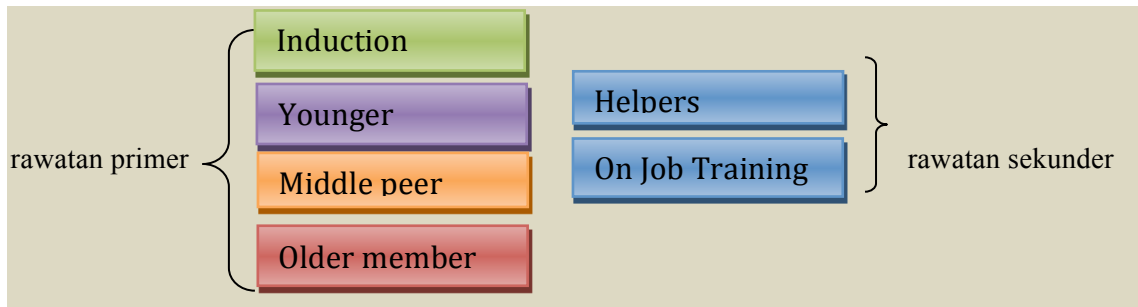 rawatan primer
Induction
Younger
Middle peer
Older member
Helpers
On Job Training
rawatan sekunder